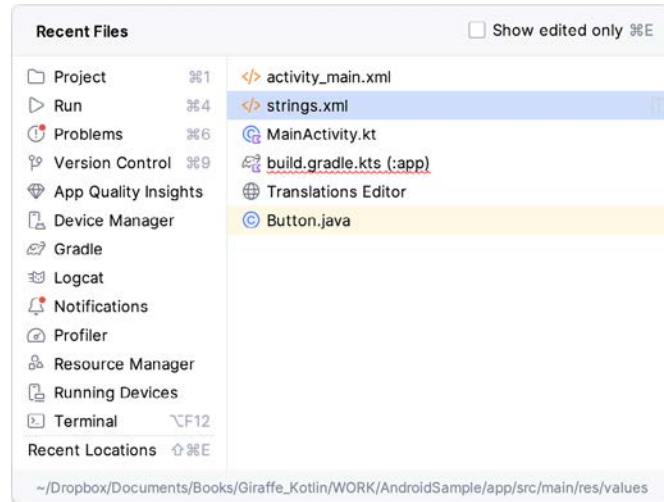 Recent Files
Show edited only ⌘E
Project ⌘1
Run ⌘4
Problems ⌘6
Version Control ⌘9
App Quality Insights
Device Manager
Gradle
Logcat
Notifications
Profiler
Resource Manager
Running Devices
Terminal ⌥F12
Recent Locations ⇧⌘E
activity_main.xml
strings.xml
MainActivity.kt
build.gradle.kts (:app)
Translations Editor
Button.java
~/Dropbox/Documents/Books/Giraffe_Kotlin/WORK/AndroidSample/app/src/main/res/values